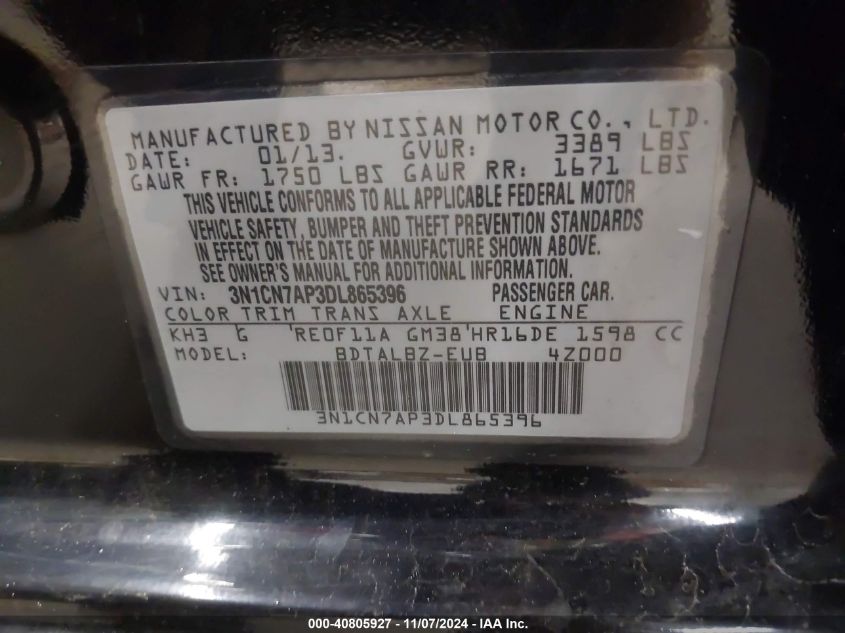 MANUFACTURED BY NISSAN MOTOR CO., LTD.
DATE: 01/13. GVWR: 3389 LBS
GAWR FR: 1750 LBS GAWR RR: 1671 LBS
THIS VEHICLE CONFORMS TO ALL APPLICABLE FEDERAL MOTOR
VEHICLE SAFETY, BUMPER AND THEFT PREVENTION STANDARDS
IN EFFECT ON THE DATE OF MANUFACTURE SHOWN ABOVE.
SEE OWNER'S MANUAL FOR ADDITIONAL INFORMATION.
VIN: 3N1CN7AP3DL865396 PASSENGER CAR.
COLOR TRIM TRANS AXLE ENGINE
KH3 G 'RE0F11A GM38'HR16DE 1598 CC
MODEL: BDTALBZ-EUB 4Z000
3N1CN7AP3DL865396
000-40805927 - 11/07/2024 - IAA Inc.